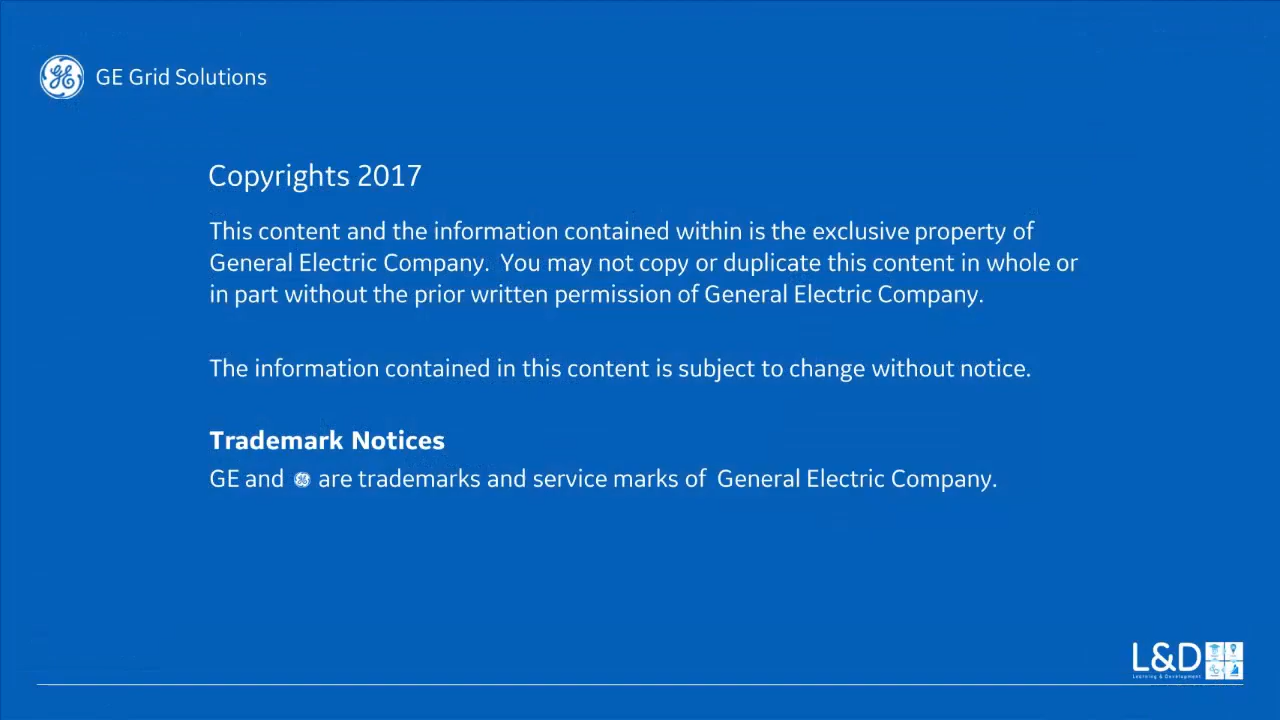 GE Grid Solutions
Copyrights 2017
This content and the information contained within is the exclusive property of
General Electric Company.  You may not copy or duplicate this content in whole or
in part without the prior written permission of General Electric Company.
The information contained in this content is subject to change without notice.
Trademark Notices
GE and are trademarks and service marks of  General Electric Company.
L&D
Learning & Development